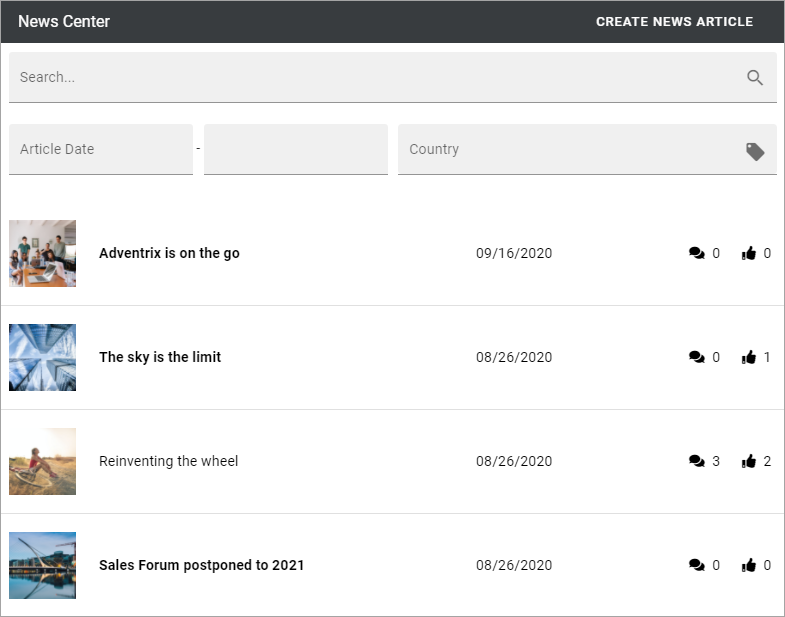 News Center CREATE NEWS ARTICLE
Search...
Article Date - Country
Adventrix is on the go 09/16/2020 0 0
The sky is the limit 08/26/2020 0 1
Reinventing the wheel 08/26/2020 3 2
Sales Forum postponed to 2021 08/26/2020 0 0